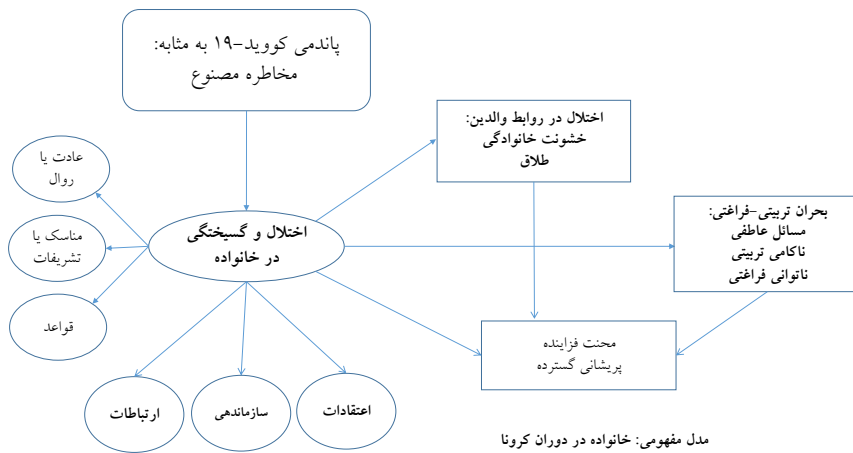 پاندمی کووید-۱۹ به مثابه:
مخاطره مصنوع
اختلال در روابط والدین:
خشونت خانوادگی
طلاق
عادت یا
روال
بحران تربیتی-فراغتی:
مسائل عاطفی
ناکامی تربیتی
ناتوانی فراغتی
اختلال و گسیختگی
در خانواده
مناسک یا
تشریفات
قواعد
محنت فزاینده
پریشانی گسترده
اعتقادات
سازماندهی
ارتباطات
مدل مفهومی: خانواده در دوران کرونا